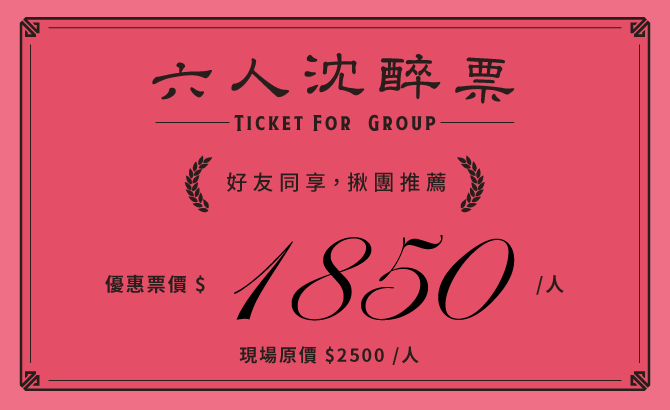 六人沈醉票
TICKET FOR GROUP
好友同享，揪團推薦
優惠票價 $ 1850 /人
現場原價 $2500 /人